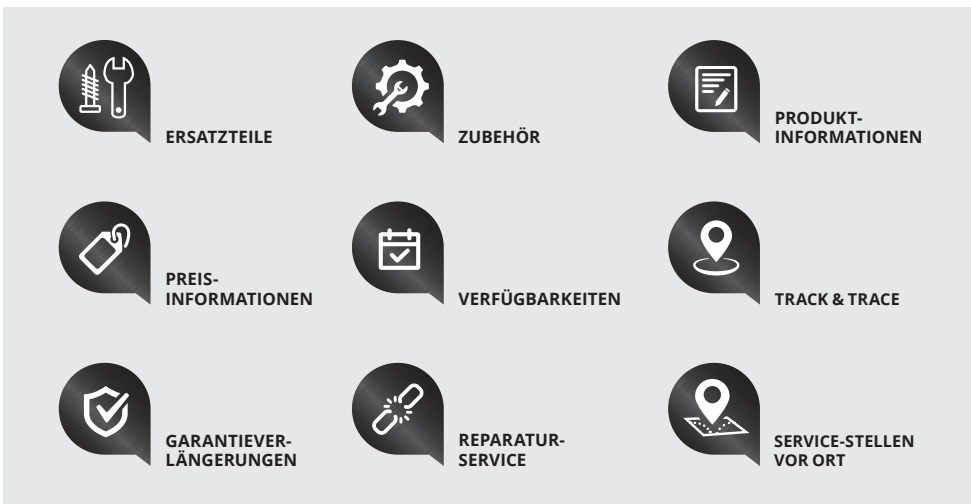 ERSATZTEILE
ZUBEHÖR
PRODUKT-
INFORMATIONEN
PREIS-
INFORMATIONEN
VERFÜGBARKEITEN
TRACK & TRACE
GARANTIEVER-
LÄNGERUNGEN
REPARATUR-
SERVICE
SERVICE-STELLEN
VOR ORT